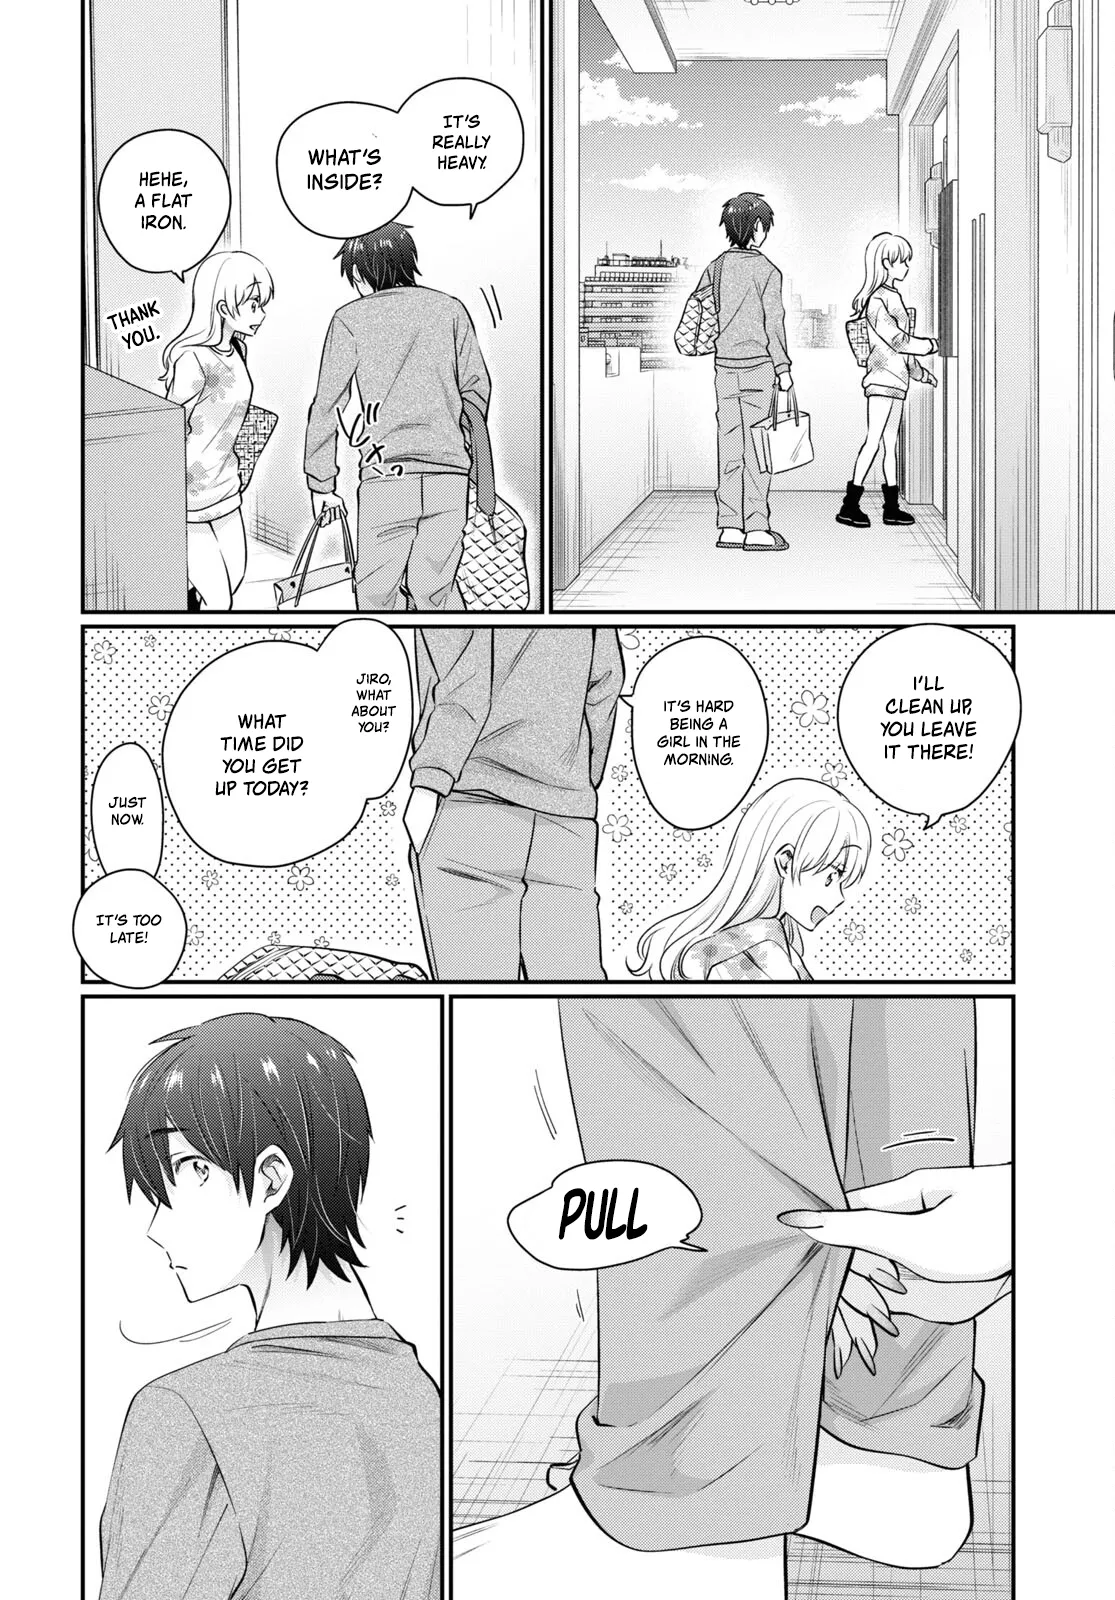 IT'S
REALLY
HEAVY.
WHAT'S
INSIDE?
HEHE,
A FLAT
IRON.
THANK
YOU.
I'LL
CLEAN UP,
YOU LEAVE
IT THERE!
IT'S HARD
BEING A
GIRL IN THE
MORNING.
JIRO,
WHAT
ABOUT
YOU?
WHAT
TIME DID
YOU GET
UP TODAY?
JUST
NOW.
IT'S TOO
LATE!
PULL